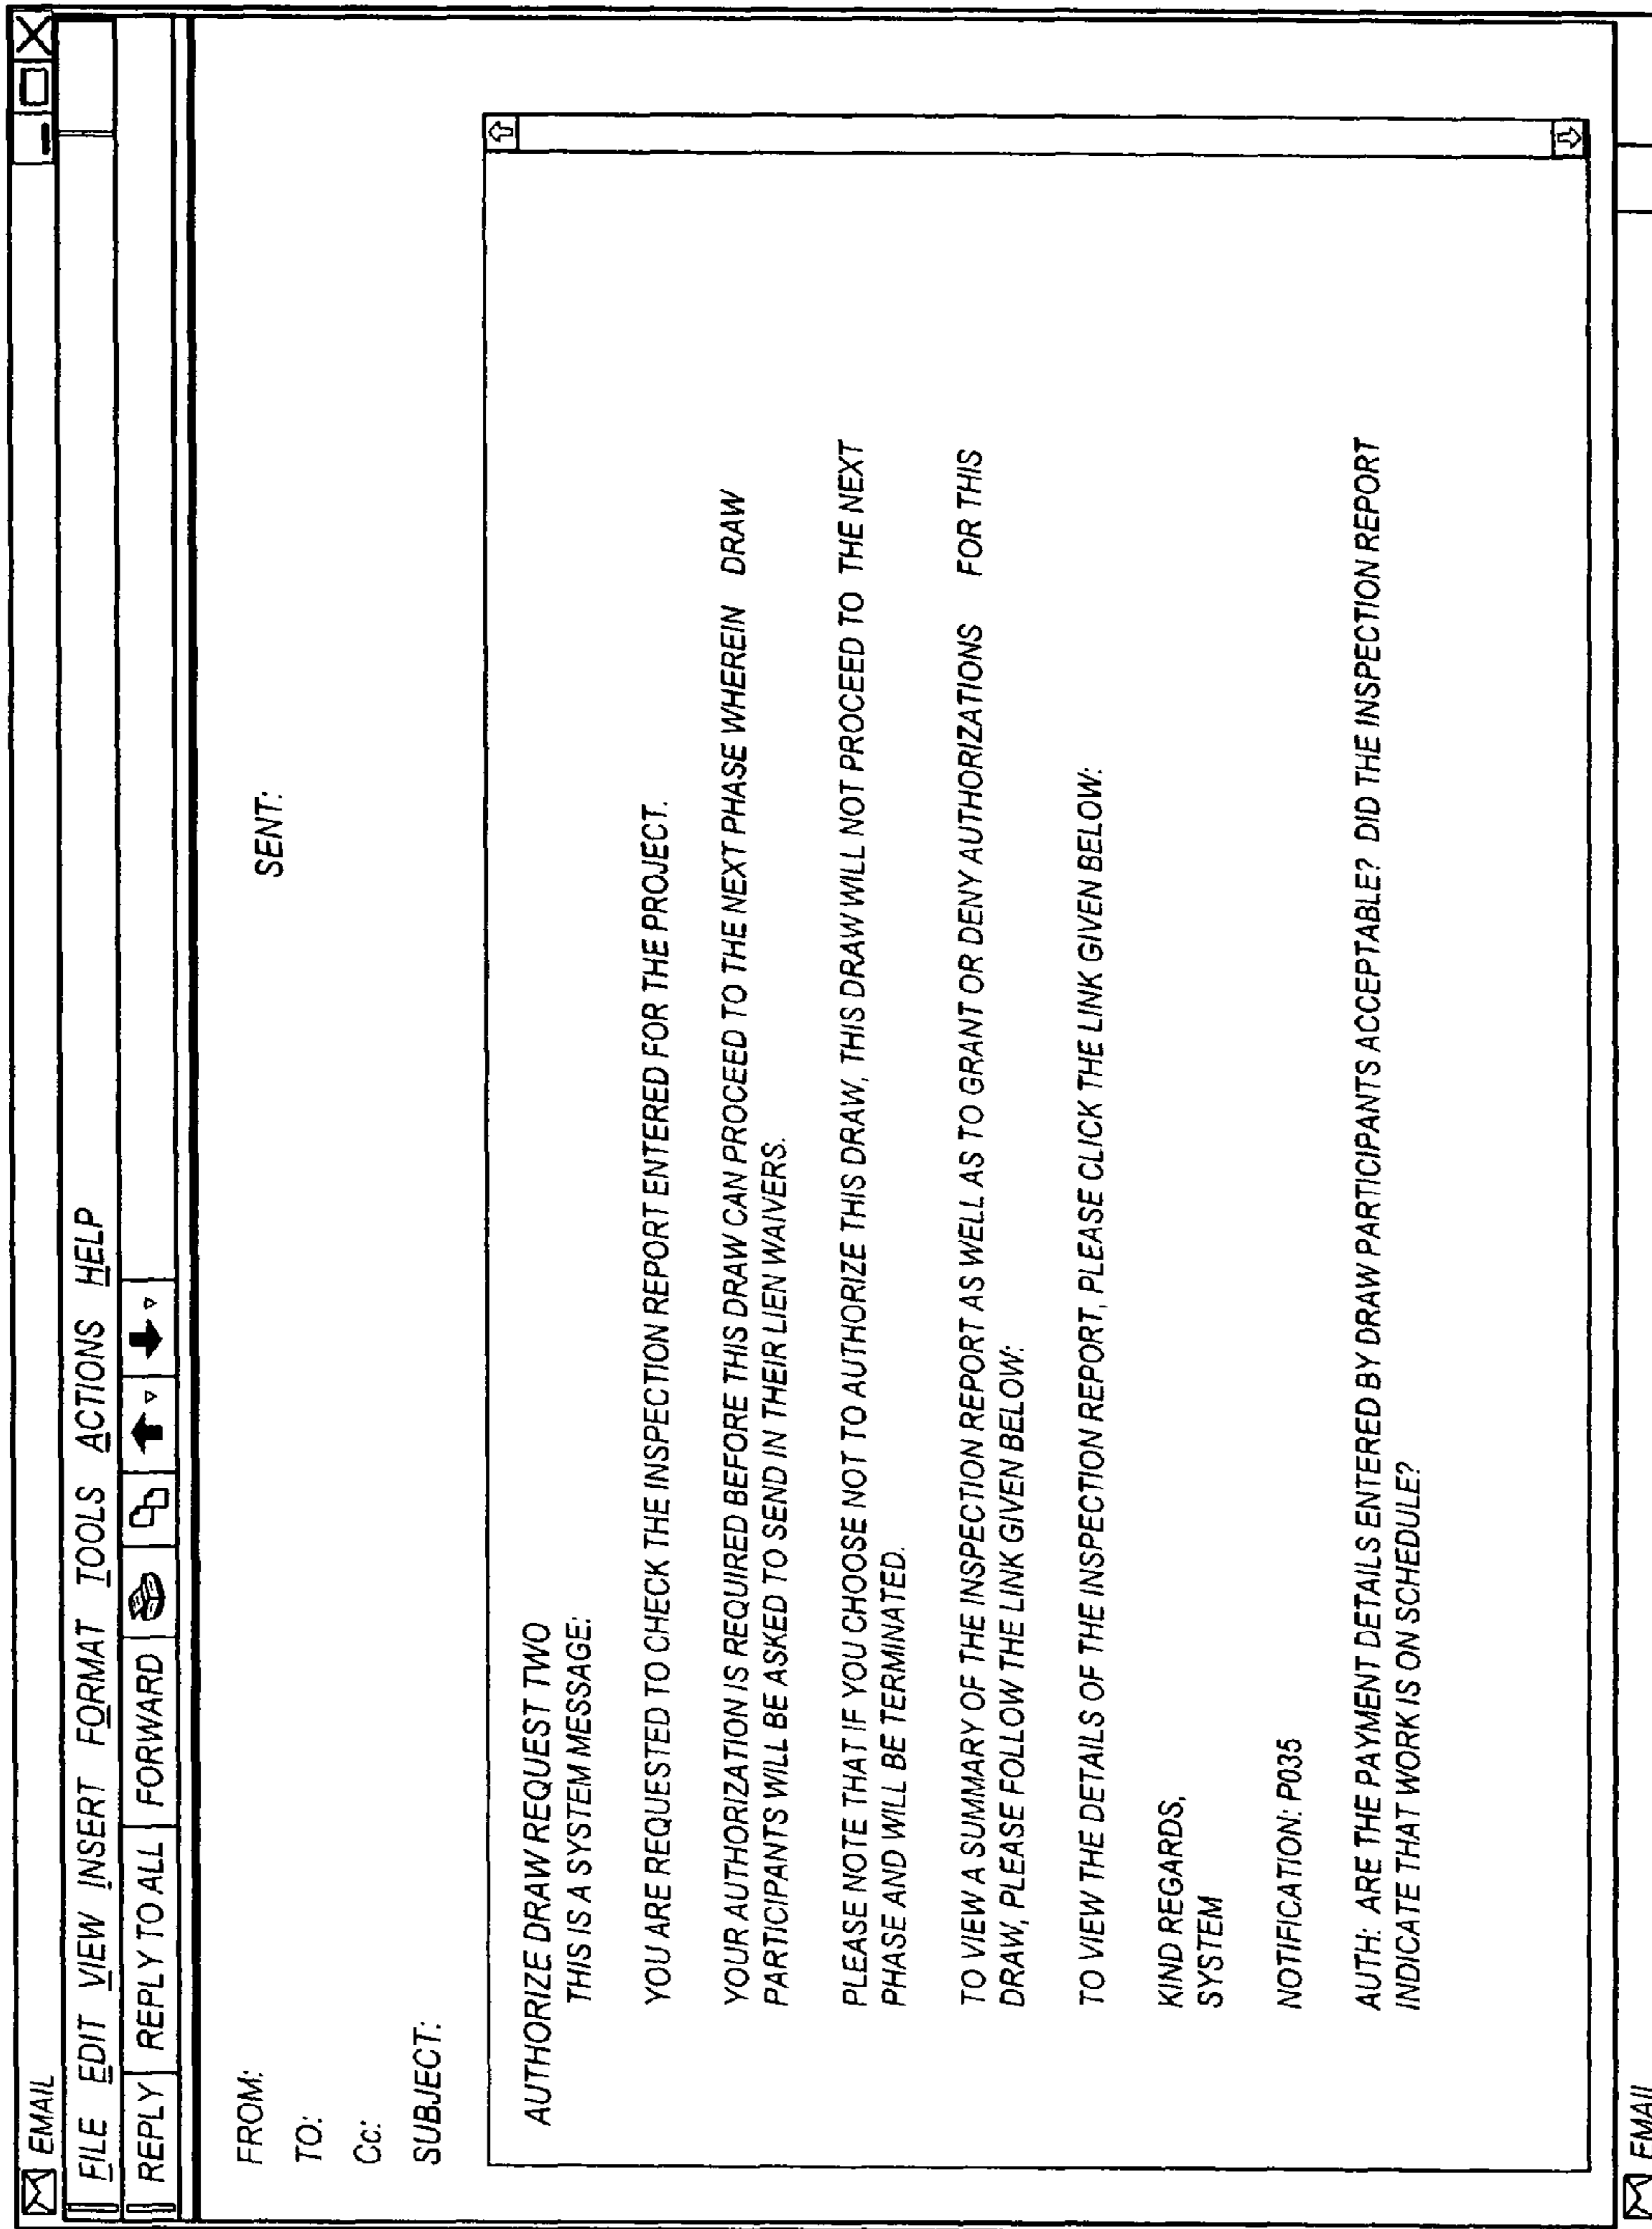 EMAIL
FILE EDIT VIEW INSERT FORMAT TOOLS ACTIONS HELP
REPLY REPLY TO ALL FORWARD
FROM:
SENT:
TO:
Cc:
SUBJECT:
AUTHORIZE DRAW REQUEST TWO
THIS IS A SYSTEM MESSAGE:
YOU ARE REQUESTED TO CHECK THE INSPECTION REPORT ENTERED FOR THE PROJECT.
YOUR AUTHORIZATION IS REQUIRED BEFORE THIS DRAW CAN PROCEED TO THE NEXT PHASE WHEREIN DRAW
PARTICIPANTS WILL BE ASKED TO SEND IN THEIR LIEN WAIVERS.
PLEASE NOTE THAT IF YOU CHOOSE NOT TO AUTHORIZE THIS DRAW, THIS DRAW WILL NOT PROCEED TO THE NEXT
PHASE AND WILL BE TERMINATED.
TO VIEW A SUMMARY OF THE INSPECTION REPORT AS WELL AS TO GRANT OR DENY AUTHORIZATIONS FOR THIS
DRAW, PLEASE FOLLOW THE LINK GIVEN BELOW:
TO VIEW THE DETAILS OF THE INSPECTION REPORT, PLEASE CLICK THE LINK GIVEN BELOW:
KIND REGARDS,
SYSTEM
NOTIFICATION: P035
AUTH: ARE THE PAYMENT DETAILS ENTERED BY DRAW PARTICIPANTS ACCEPTABLE? DID THE INSPECTION REPORT
INDICATE THAT WORK IS ON SCHEDULE?
EMAIL